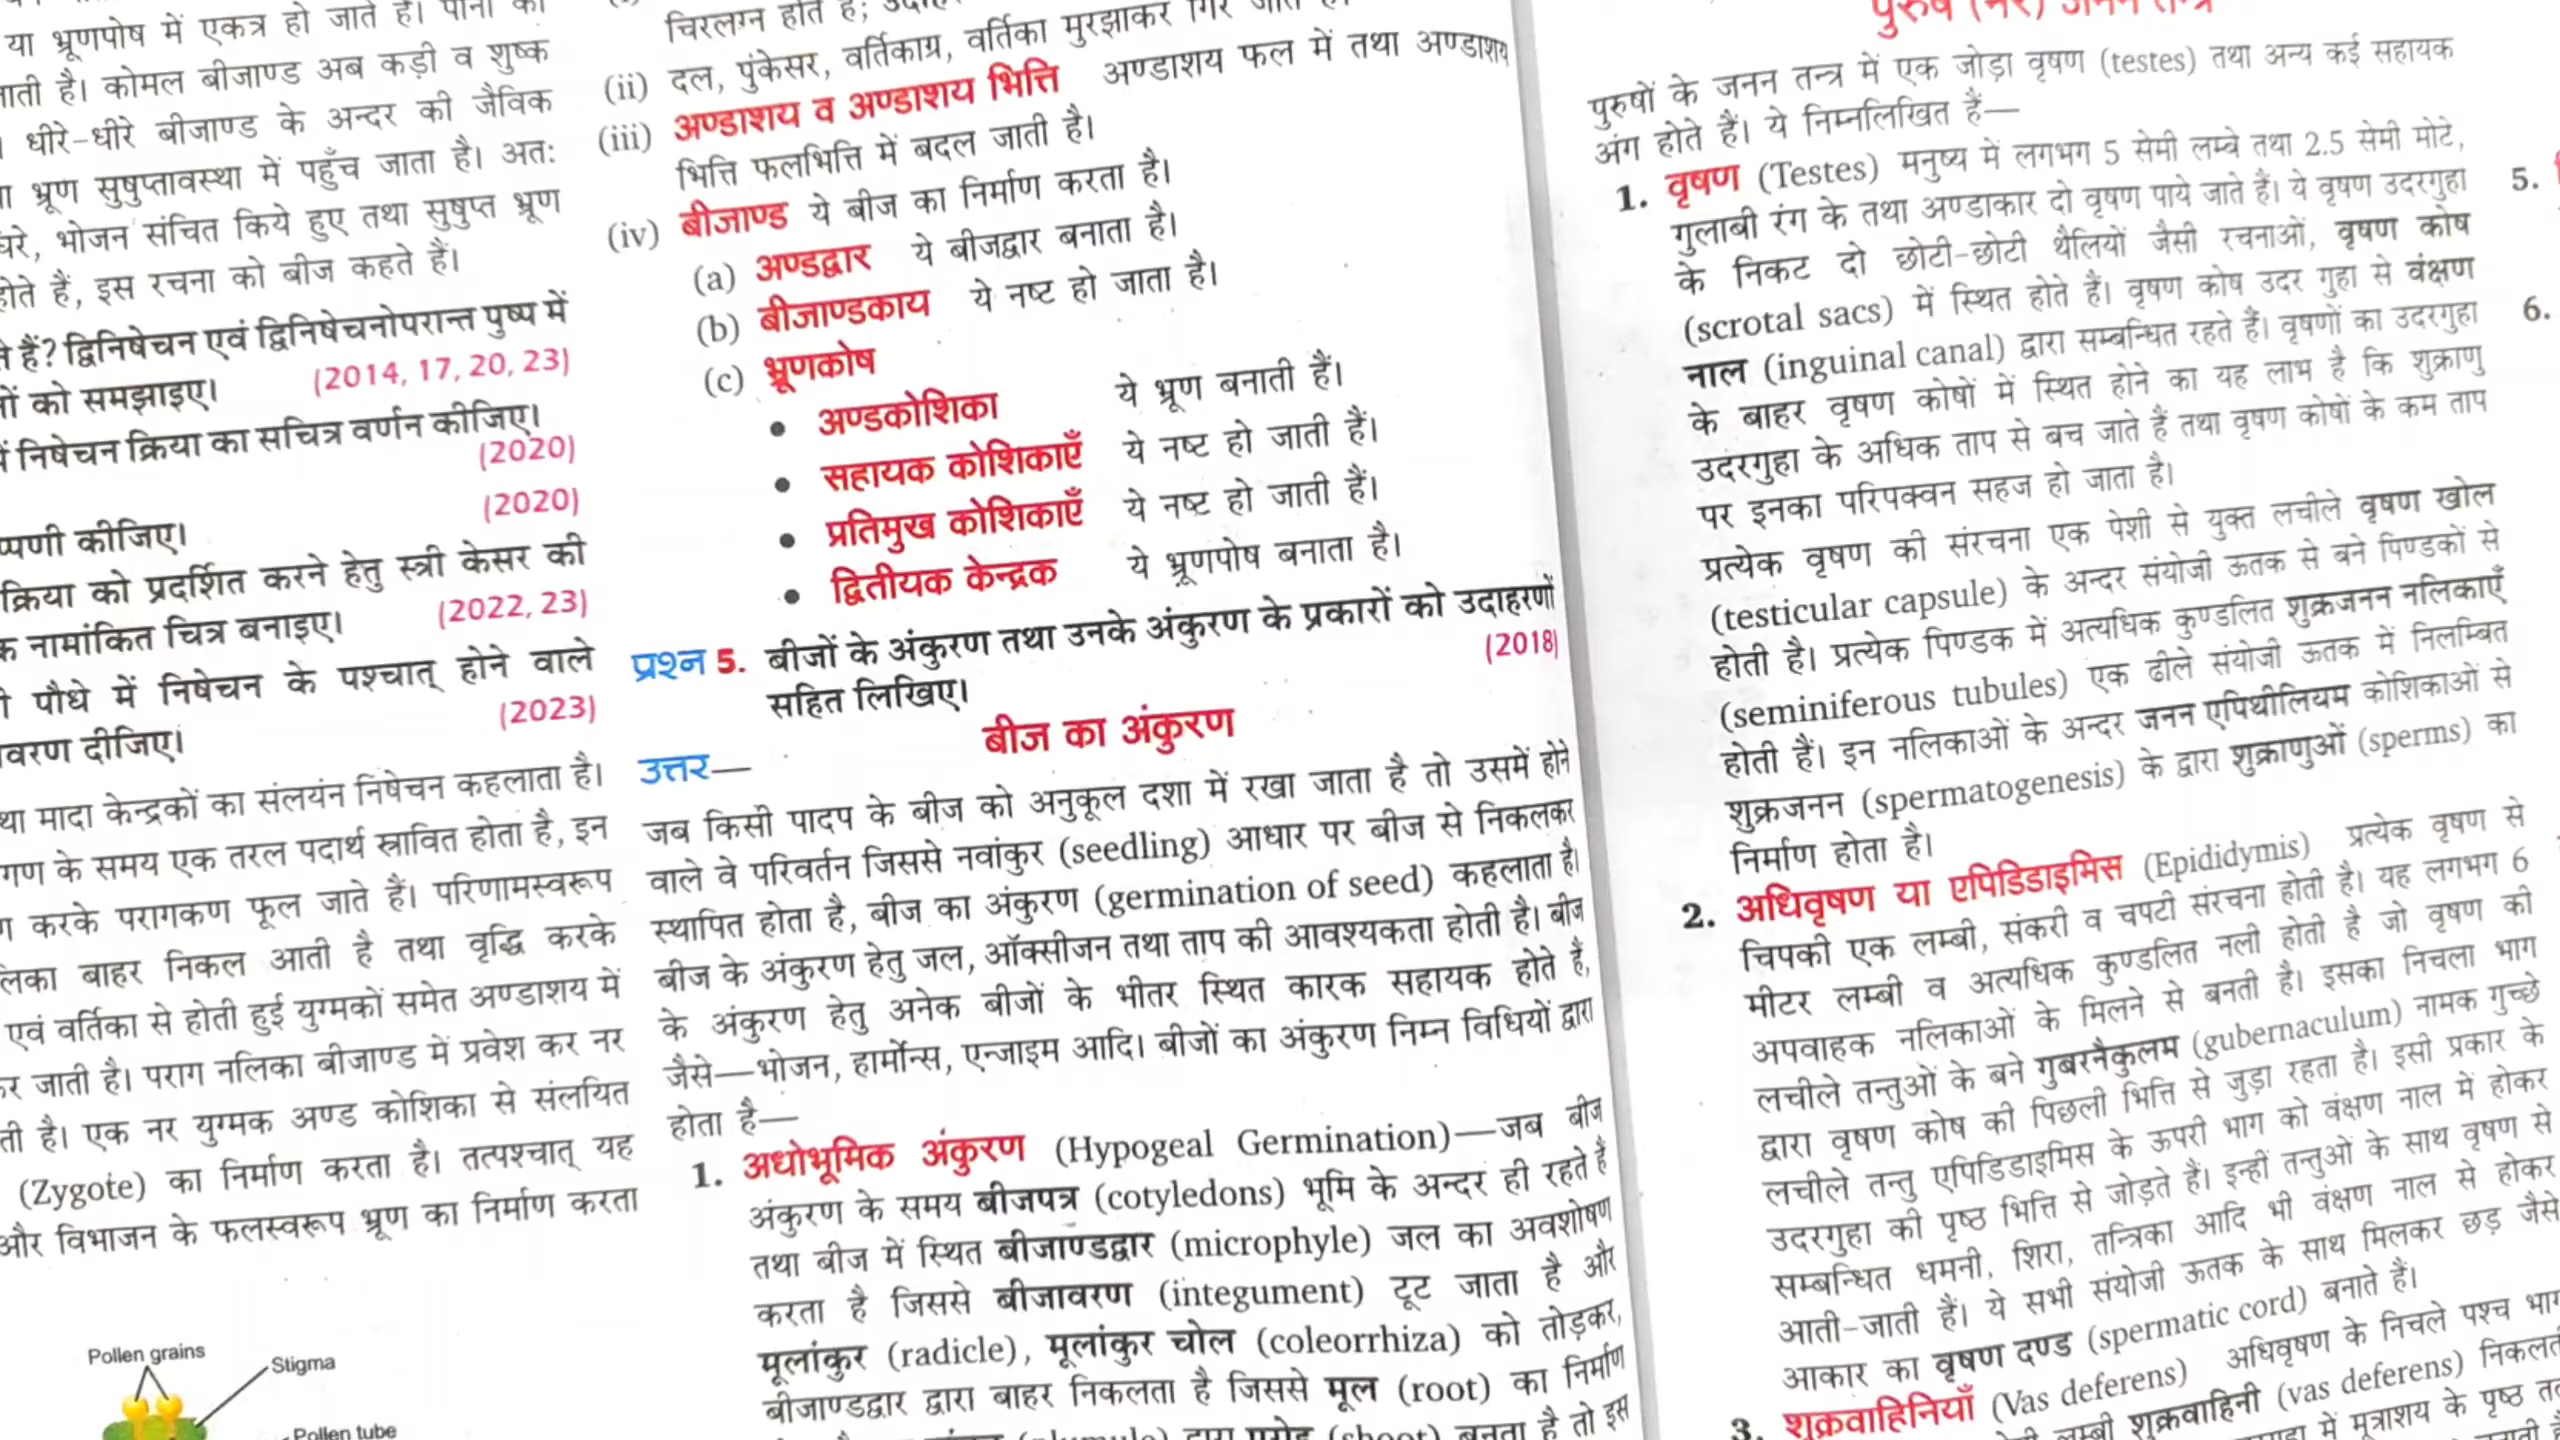 या भ्रूणपोष में एकत्र हो जाते हैं। पानी की
जाती है। कोमल बीजाण्ड अब कड़ी व शुष्क
धीरे-धीरे बीजाण्ड के अन्दर की जैविक
भ्रूण सुषुप्तावस्था में पहुँच जाता है। अतः
भोजन संचित किये हुए तथा सुषुप्त भ्रूण
होते हैं, इस रचना को बीज कहते हैं।
हैं? द्विनिषेचन एवं द्विनिषेचनोपरान्त पुष्प में
को समझाइए। (2014, 17, 20, 23)
में निषेचन क्रिया का सचित्र वर्णन कीजिए।
(2020)
(2020)
कीजिए।
क्रिया को प्रदर्शित करने हेतु स्त्री केसर की
नामांकित चित्र बनाइए। (2022, 23)
पौधे में निषेचन के पश्चात् होने वाले
दीजिए। (2023)
मादा केन्द्रकों का संलयंन निषेचन कहलाता है।
के समय एक तरल पदार्थ स्रावित होता है, इन
करके परागकण फूल जाते हैं। परिणामस्वरूप
बाहर निकल आती है तथा वृद्धि करके
एवं वर्तिका से होती हुई युग्मकों समेत अण्डाशय में
जाती है। पराग नलिका बीजाण्ड में प्रवेश कर नर
है। एक नर युग्मक अण्ड कोशिका से संलयित
(Zygote) का निर्माण करता है। तत्पश्चात् यह
और विभाजन के फलस्वरूप भ्रूण का निर्माण करता
Pollen grains
Stigma
Pollen tube
चिरलग्न होते हैं;
(ii) दल, पुंकेसर, वर्तिकाग्र, वर्तिका मुरझाकर गिर जाते
(iii) अण्डाशय व अण्डाशय भित्ति अण्डाशय फल में तथा अण्डाशय
भित्ति फलभित्ति में बदल जाती है।
(iv) बीजाण्ड ये बीज का निर्माण करता है।
(a) अण्डद्वार ये बीजद्वार बनाता है।
(b) बीजाण्डकाय ये नष्ट हो जाता है।
(c) भ्रूणकोष
• अण्डकोशिका ये भ्रूण बनाती हैं।
• सहायक कोशिकाएँ ये नष्ट हो जाती हैं।
• प्रतिमुख कोशिकाएँ ये नष्ट हो जाती हैं।
• द्वितीयक केन्द्रक ये भ्रूणपोष बनाता है।
प्रश्न 5. बीजों के अंकुरण तथा उनके अंकुरण के प्रकारों को उदाहरणों
सहित लिखिए। (2018)
उत्तर— बीज का अंकुरण
जब किसी पादप के बीज को अनुकूल दशा में रखा जाता है तो उसमें होने
वाले वे परिवर्तन जिससे नवांकुर (seedling) आधार पर बीज से निकलकर
स्थापित होता है, बीज का अंकुरण (germination of seed) कहलाता है।
बीज के अंकुरण हेतु जल, ऑक्सीजन तथा ताप की आवश्यकता होती है। बीज
के अंकुरण हेतु अनेक बीजों के भीतर स्थित कारक सहायक होते हैं,
जैसे—भोजन, हार्मोन्स, एन्जाइम आदि। बीजों का अंकुरण निम्न विधियों द्वारा
होता है—
1. अधोभूमिक अंकुरण (Hypogeal Germination)—जब बीज
अंकुरण के समय बीजपत्र (cotyledons) भूमि के अन्दर ही रहते हैं
तथा बीज में स्थित बीजाण्डद्वार (microphyle) जल का अवशोषण
करता है जिससे बीजावरण (integument) टूट जाता है और
मूलांकुर (radicle), मूलांकुर चोल (coleorrhiza) को तोड़कर,
बीजाण्डद्वार द्वारा बाहर निकलता है जिससे मूल (root) का निर्माण
द्वारा प्ररोह (shoot) बनता है तो इस
पुरुष (नर) जनन तन्त्र
पुरुषों के जनन तन्त्र में एक जोड़ा वृषण (testes) तथा अन्य कई सहायक
अंग होते हैं। ये निम्नलिखित हैं—
1. वृषण (Testes) मनुष्य में लगभग 5 सेमी लम्बे तथा 2.5 सेमी मोटे,
गुलाबी रंग के तथा अण्डाकार दो वृषण पाये जाते हैं। ये वृषण उदरगुहा
के निकट दो छोटी-छोटी थैलियों जैसी रचनाओं, वृषण कोष
(scrotal sacs) में स्थित होते हैं। वृषण कोष उदर गुहा से वंक्षण
नाल (inguinal canal) द्वारा सम्बन्धित रहते हैं। वृषणों का उदरगुहा
के बाहर वृषण कोषों में स्थित होने का यह लाभ है कि शुक्राणु
उदरगुहा के अधिक ताप से बच जाते हैं तथा वृषण कोषों के कम ताप
पर इनका परिपक्वन सहज हो जाता है।
प्रत्येक वृषण की संरचना एक पेशी से युक्त लचीले वृषण खोल
(testicular capsule) के अन्दर संयोजी ऊतक से बने पिण्डकों से
होती है। प्रत्येक पिण्डक में अत्यधिक कुण्डलित शुक्रजनन नलिकाएँ
(seminiferous tubules) एक ढीले संयोजी ऊतक में निलम्बित
होती हैं। इन नलिकाओं के अन्दर जनन एपिथीलियम कोशिकाओं से
शुक्रजनन (spermatogenesis) के द्वारा शुक्राणुओं (sperms) का
निर्माण होता है।
2. अधिवृषण या एपिडिडाइमिस (Epididymis) प्रत्येक वृषण से
चिपकी एक लम्बी, संकरी व चपटी संरचना होती है। यह लगभग 6
मीटर लम्बी व अत्यधिक कुण्डलित नली होती है जो वृषण की
अपवाहक नलिकाओं के मिलने से बनती है। इसका निचला भाग
लचीले तन्तुओं के बने गुबरनैकुलम (gubernaculum) नामक गुच्छे
द्वारा वृषण कोष की पिछली भित्ति से जुड़ा रहता है। इसी प्रकार के
लचीले तन्तु एपिडिडाइमिस के ऊपरी भाग को वंक्षण नाल में होकर
उदरगुहा की पृष्ठ भित्ति से जोड़ते हैं। इन्हीं तन्तुओं के साथ वृषण से
सम्बन्धित धमनी, शिरा, तन्त्रिका आदि भी वंक्षण नाल से होकर
आती-जाती हैं। ये सभी संयोजी ऊतक के साथ मिलकर छड़ जैसे
आकार का वृषण दण्ड (spermatic cord) बनाते हैं।
3. शुक्रवाहिनियाँ (Vas deferens) अधिवृषण के निचले पश्च भाग
लम्बी शुक्रवाहिनी (vas deferens) निकलती
में मूत्राशय के पृष्ठ
5.
6.